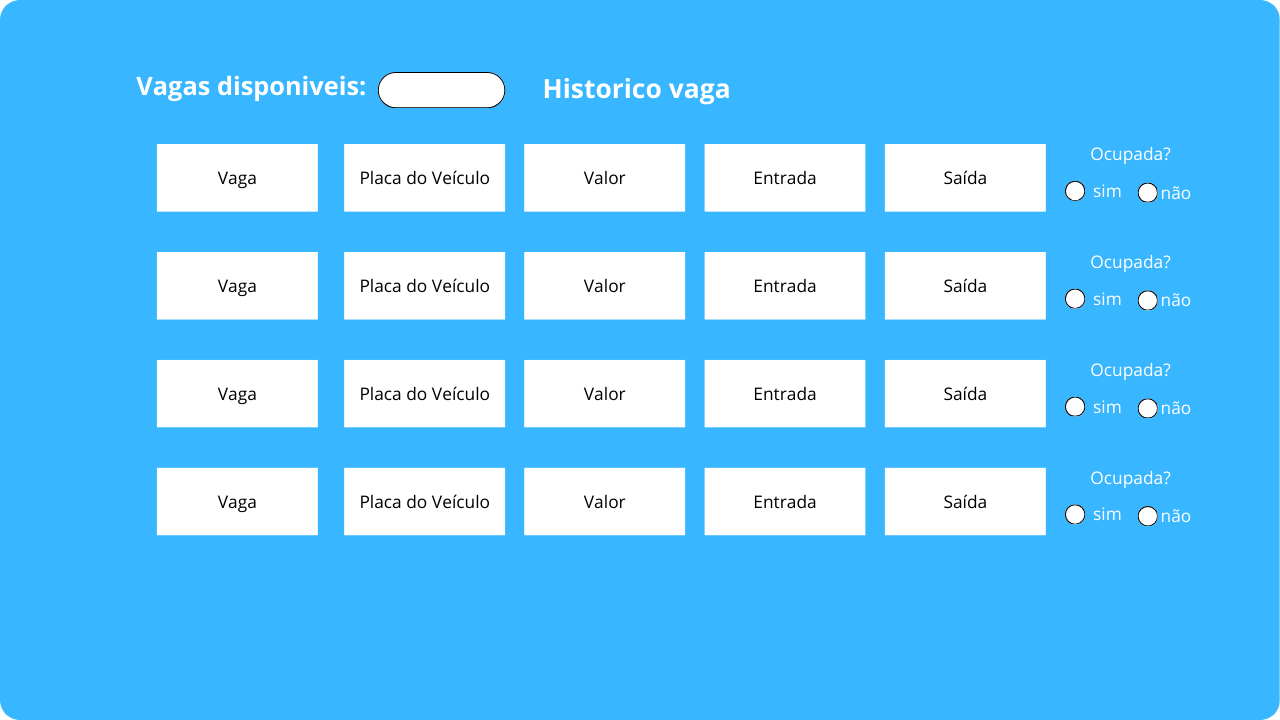 Vagas disponiveis:
Historico vaga
Vaga
Placa do Veículo
Valor
Entrada
Saída
Ocupada?
sim
não
Vaga
Placa do Veículo
Valor
Entrada
Saída
Ocupada?
sim
não
Vaga
Placa do Veículo
Valor
Entrada
Saída
Ocupada?
sim
não
Vaga
Placa do Veículo
Valor
Entrada
Saída
Ocupada?
sim
não